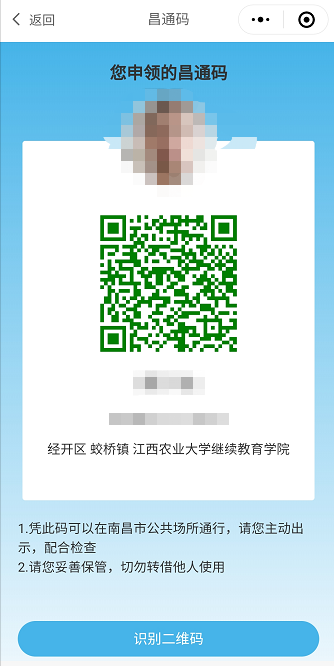 返回
昌通码
您申领的昌通码
经开区 蛟桥镇 江西农业大学继续教育学院
1.凭此码可以在南昌市公共场所通行，请您主动出
示，配合检查
2.请您妥善保管，切勿转借他人使用
识别二维码